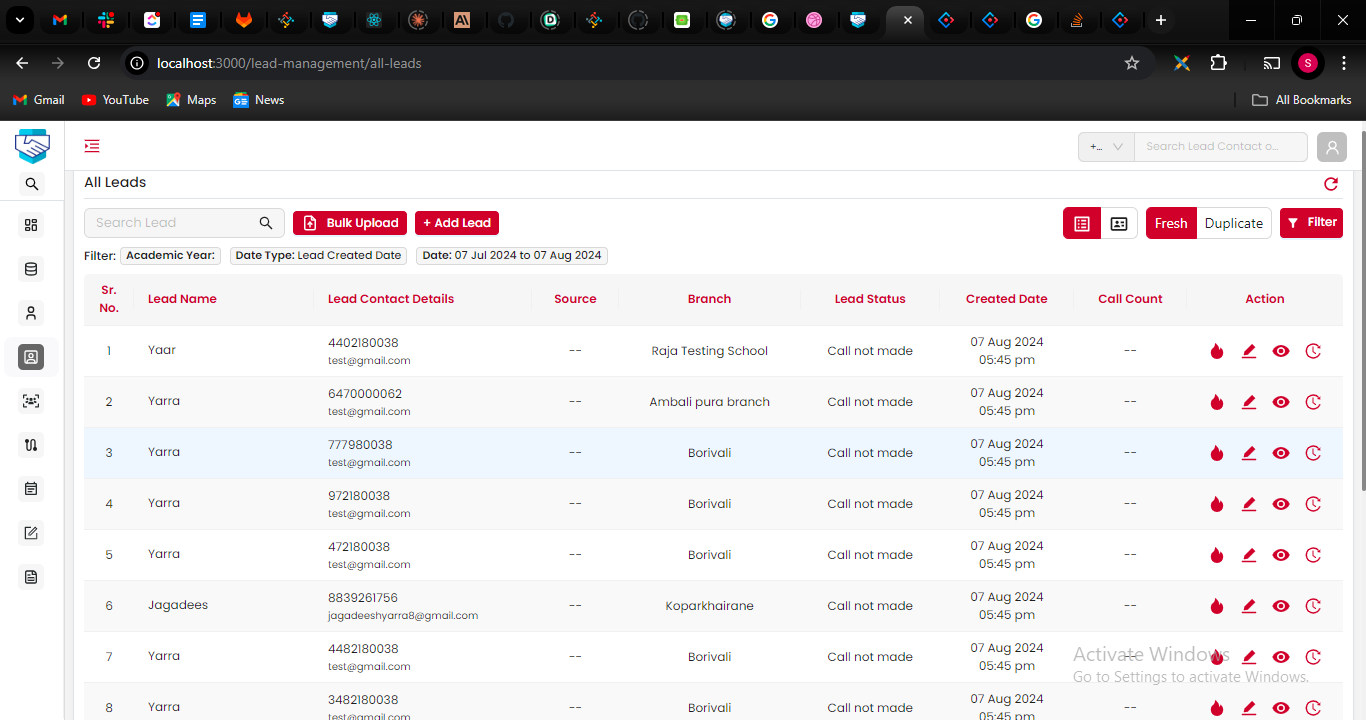 localhost:3000/lead-management/all-leads
S
Gmail YouTube Maps News All Bookmarks
+... Search Lead Contact o...
All Leads
Search Lead Bulk Upload + Add Lead Fresh Duplicate Filter
Filter: Academic Year: Date Type: Lead Created Date Date: 07 Jul 2024 to 07 Aug 2024
Sr. No. Lead Name Lead Contact Details Source Branch Lead Status Created Date Call Count Action
1 Yaar 4402180038 -- Raja Testing School Call not made 07 Aug 2024 --
test@gmail.com 05:45 pm
2 Yarra 6470000062 -- Ambali pura branch Call not made 07 Aug 2024 --
test@gmail.com 05:45 pm
3 Yarra 777980038 -- Borivali Call not made 07 Aug 2024 --
test@gmail.com 05:45 pm
4 Yarra 972180038 -- Borivali Call not made 07 Aug 2024 --
test@gmail.com 05:45 pm
5 Yarra 472180038 -- Borivali Call not made 07 Aug 2024 --
test@gmail.com 05:45 pm
6 Jagadees 8839261756 -- Koparkhairane Call not made 07 Aug 2024 --
jagadeeshyarra8@gmail.com 05:45 pm
7 Yarra 4482180038 -- Borivali Call not made 07 Aug 2024 --
test@gmail.com 05:45 pm
8 Yarra 3482180038 -- Borivali Call not made 07 Aug 2024 --
test@gmail.com 05:45 pm
Activate Windows
Go to Settings to activate Windows.